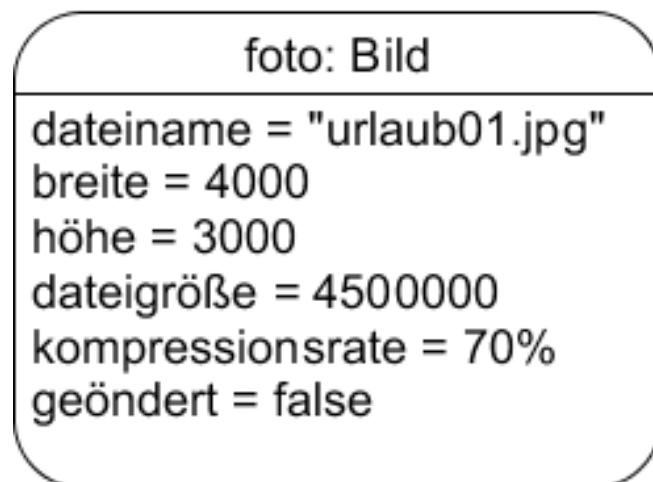 foto: Bild
dateiname = "urlaub01.jpg"
breite = 4000
höhe = 3000
dateigröße = 4500000
kompressionsrate = 70%
geöndert = false